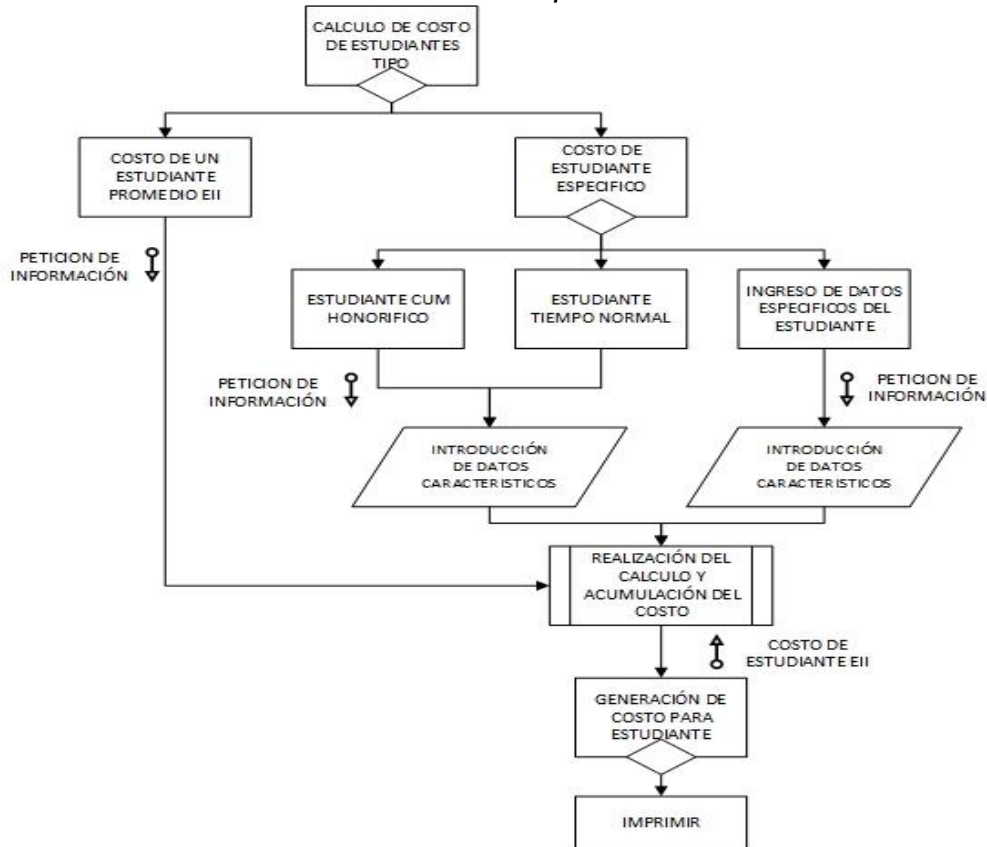 CALCULO DE COSTO
DE ESTUDIANTES
TIPO
COSTO DE UN
ESTUDIANTE
PROMEDIO EII
COSTO DE
ESTUDIANTE
ESPECIFICO
PETICION DE
INFORMACIÓN
ESTUDIANTE CUM
HONORIFICO
ESTUDIANTE
TIEMPO NORMAL
INGRESO DE DATOS
ESPECIFICOS DEL
ESTUDIANTE
PETICION DE
INFORMACIÓN
PETICION DE
INFORMACIÓN
INTRODUCCIÓN
DE DATOS
CARACTERISTICOS
INTRODUCCIÓN
DE DATOS
CARACTERISTICOS
REALIZACIÓN DEL
CALCULO Y
ACUMULACIÓN DEL
COSTO
COSTO DE
ESTUDIANTE EII
GENERACIÓN DE
COSTO PARA
ESTUDIANTE
IMPRIMIR